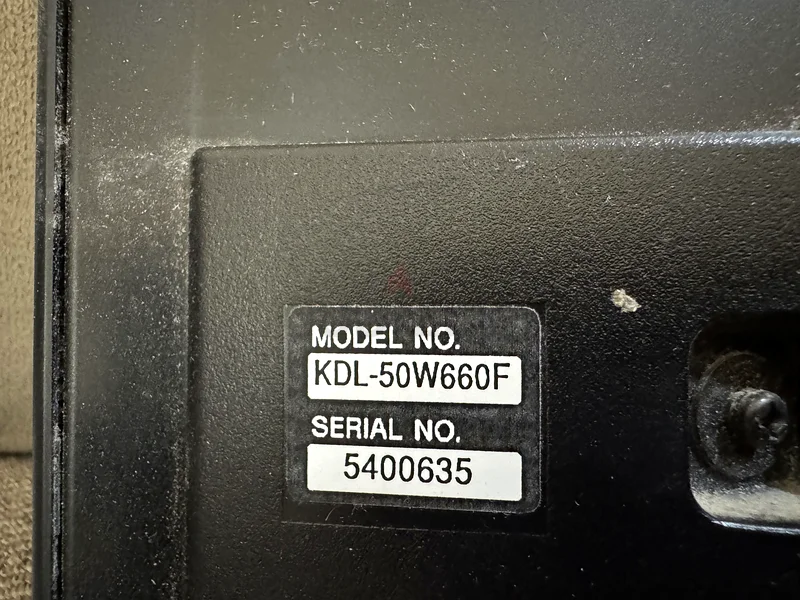 MODEL NO.
KDL-50W660F
SERIAL NO.
5400635